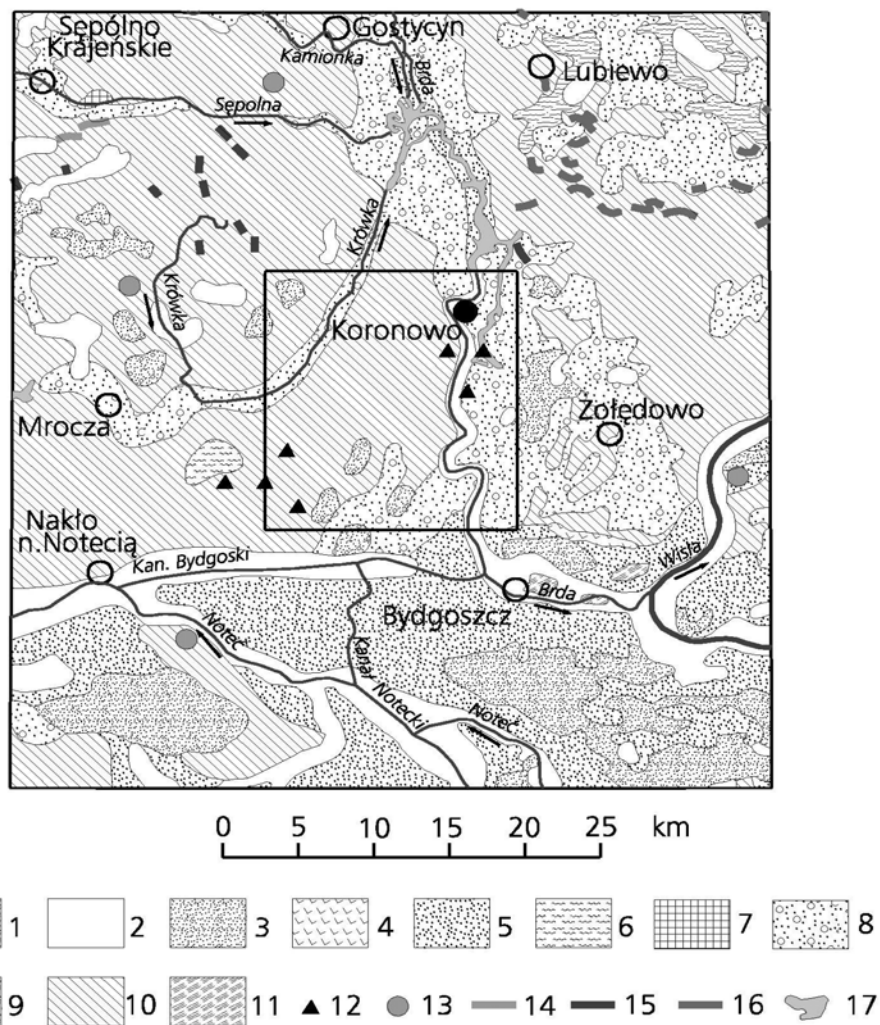 Sępólno
Krajeńskie
Gostycyn
Kamionka
Brda
Lubiewo
Sępolna
Krówka
Krówka
Koronowo
Mrocza
Żołędowo
Nakło
n.Notecią
Kan. Bydgoski
Wisła
Brda
Bydgoszcz
Noteć
Kanał Notecki
Noteć
0 5 10 15 20 25 km
1 2 3 4 5 6 7 8
9 10 11 12 13 14 15 16 17